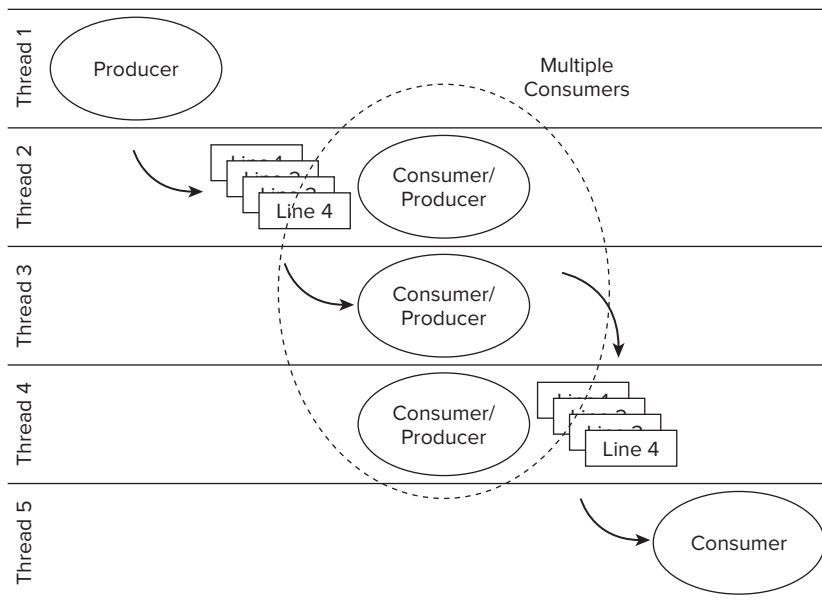 Thread 1
Producer
Multiple
Consumers
Thread 2
Line 4
Consumer/
Producer
Thread 3
Consumer/
Producer
Thread 4
Consumer/
Producer
Line 4
Thread 5
Consumer